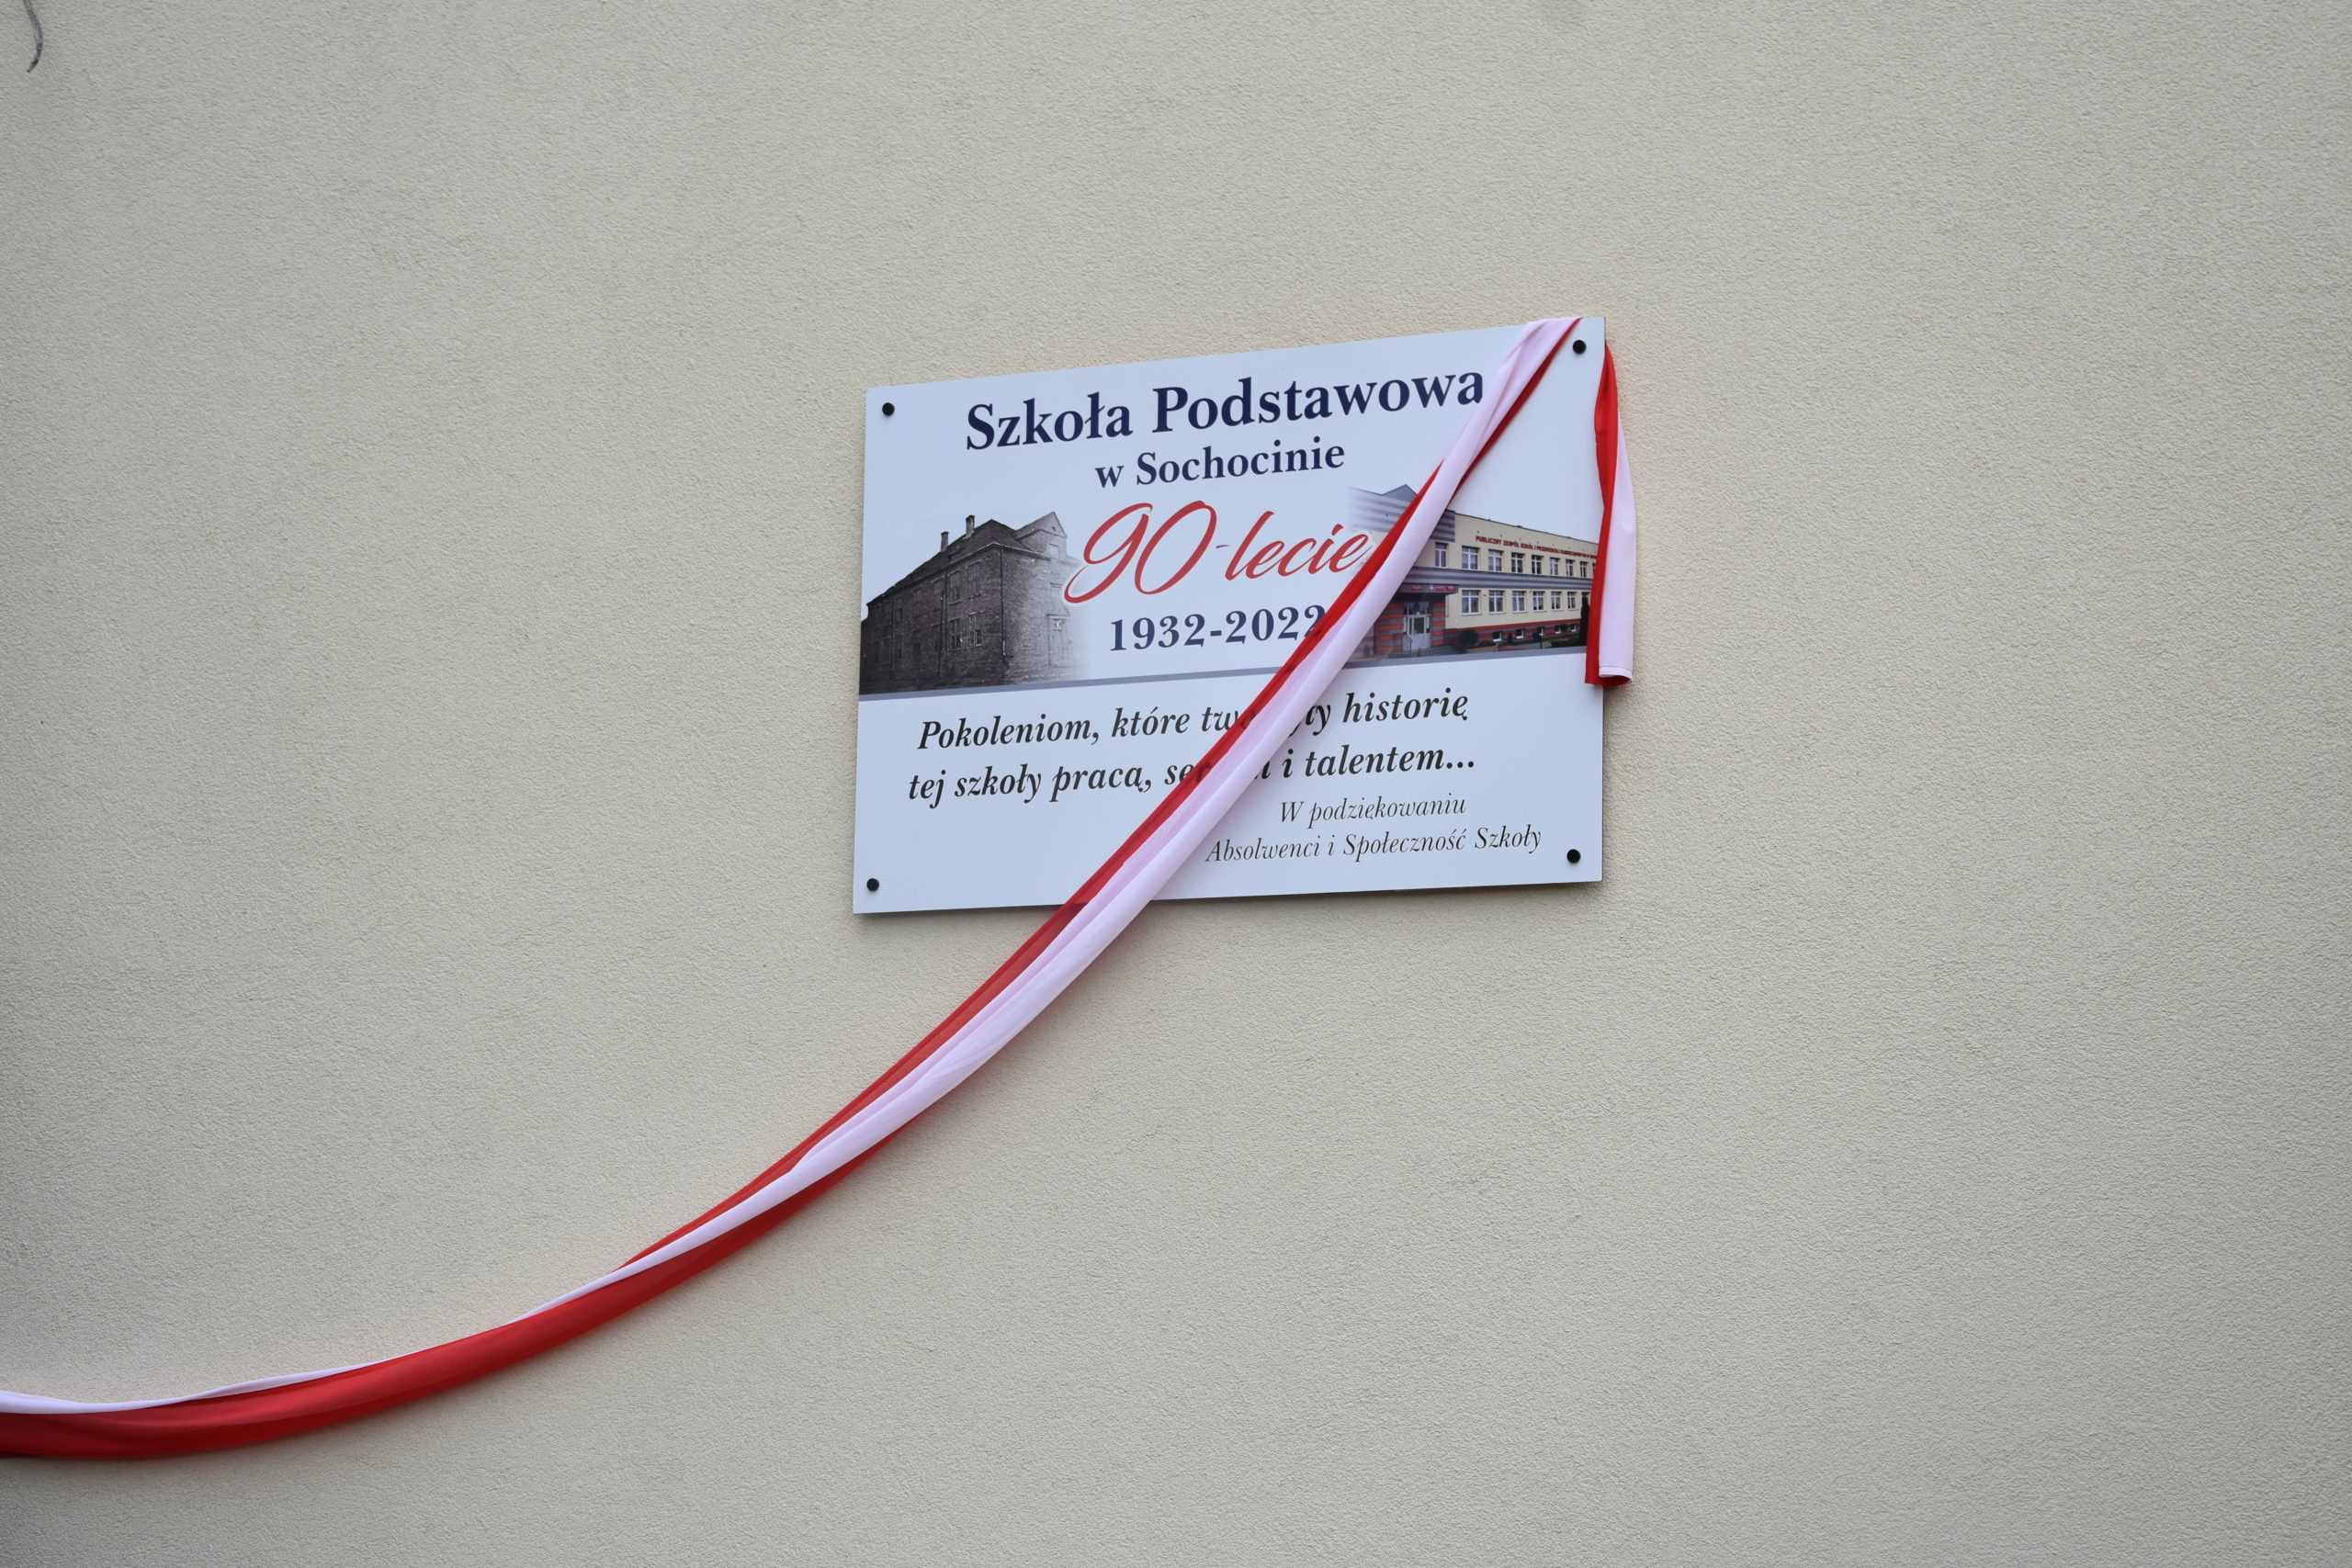 Szkoła Podstawowa
w Sochocinie
90-lecie
1932-2022
Pokoleniom, które historię
tej szkoły pracą, i talentem...
W podziękowaniu
Absolwenci i Społeczność Szkoły